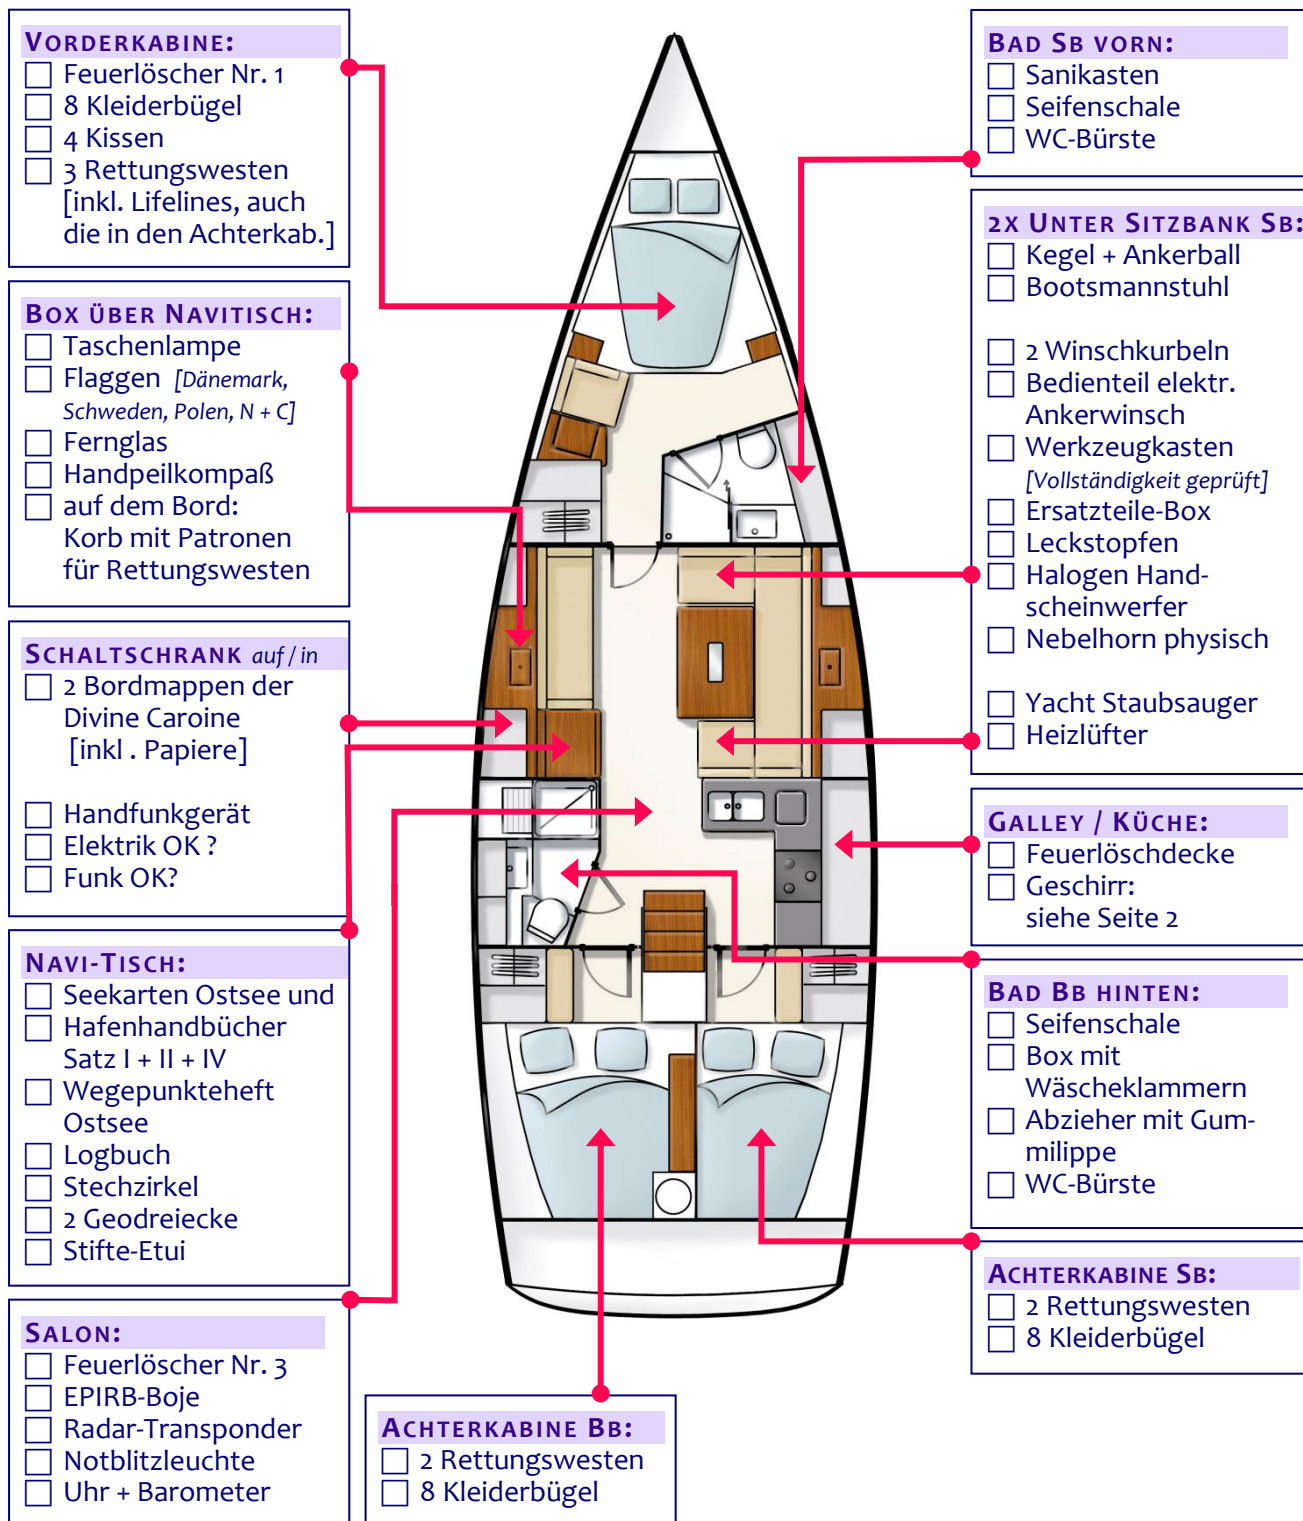 VORDERKABINE:
Feuerlöscher Nr. 1
8 Kleiderbügel
4 Kissen
3 Rettungswesten
[inkl. Lifelines, auch
die in den Achterkab.]
BOX ÜBER NAVITISCH:
Taschenlampe
Flaggen [Dänemark,
Schweden, Polen, N + C]
Fernglas
Handpeilkompaß
auf dem Bord:
Korb mit Patronen
für Rettungswesten
SCHALTSCHRANK auf / in
2 Bordmappen der
Divine Caroine
[inkl . Papiere]
Handfunkgerät
Elektrik OK ?
Funk OK?
NAVI-TISCH:
Seekarten Ostsee und
Hafenhandbücher
Satz I + II + IV
Wegepunkteheft
Ostsee
Logbuch
Stechzirkel
2 Geodreiecke
Stifte-Etui
SALON:
Feuerlöscher Nr. 3
EPIRB-Boje
Radar-Transponder
Notblitzleuchte
Uhr + Barometer
ACHTERKABINE BB:
2 Rettungswesten
8 Kleiderbügel
BAD SB VORN:
Sanikasten
Seifenschale
WC-Bürste
2X UNTER SITZBANK SB:
Kegel + Ankerball
Bootsmannstuhl
2 Winschkurbeln
Bedienteil elektr.
Ankerwinsch
Werkzeugkasten
[Vollständigkeit geprüft]
Ersatzteile-Box
Leckstopfen
Halogen Hand-
scheinwerfer
Nebelhorn physisch
Yacht Staubsauger
Heizlüfter
GALLEY / KÜCHE:
Feuerlöschdecke
Geschirr:
siehe Seite 2
BAD BB HINTEN:
Seifenschale
Box mit
Wäscheklammern
Abzieher mit Gum-
milippe
WC-Bürste
ACHTERKABINE SB:
2 Rettungswesten
8 Kleiderbügel